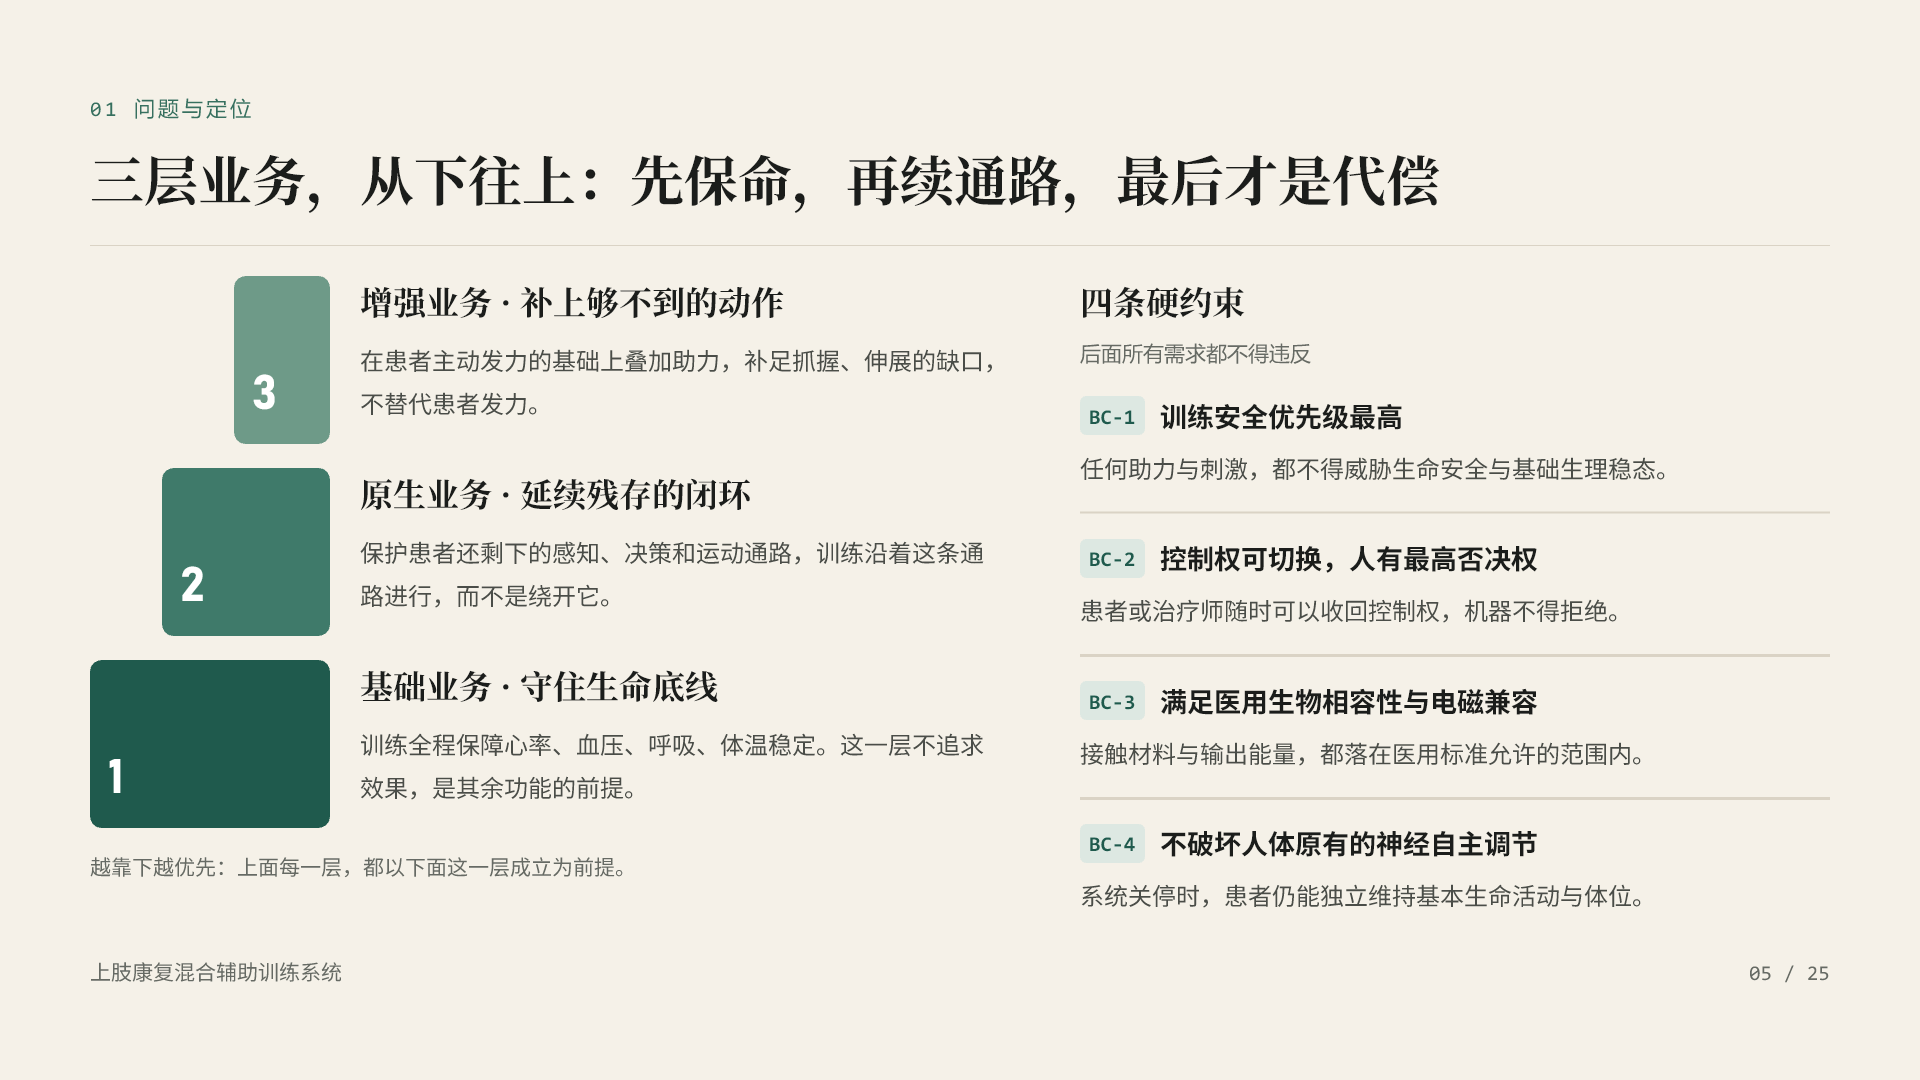 01 问题与定位
三层业务，从下往上：先保命，再续通路，最后才是代偿
3
增强业务 · 补上够不到的动作
在患者主动发力的基础上叠加助力，补足抓握、伸展的缺口，
不替代患者发力。
2
原生业务 · 延续残存的闭环
保护患者还剩下的感知、决策和运动通路，训练沿着这条通
路进行，而不是绕开它。
1
基础业务 · 守住生命底线
训练全程保障心率、血压、呼吸、体温稳定。这一层不追求
效果，是其余功能的前提。
越靠下越优先：上面每一层，都以下面这一层成立为前提。
四条硬约束
后面所有需求都不得违反
BC-1 训练安全优先级最高
任何助力与刺激，都不得威胁生命安全与基础生理稳态。
BC-2 控制权可切换，人有最高否决权
患者或治疗师随时可以收回控制权，机器不得拒绝。
BC-3 满足医用生物相容性与电磁兼容
接触材料与输出能量，都落在医用标准允许的范围内。
BC-4 不破坏人体原有的神经自主调节
系统关停时，患者仍能独立维持基本生命活动与体位。
上肢康复混合辅助训练系统
05 / 25